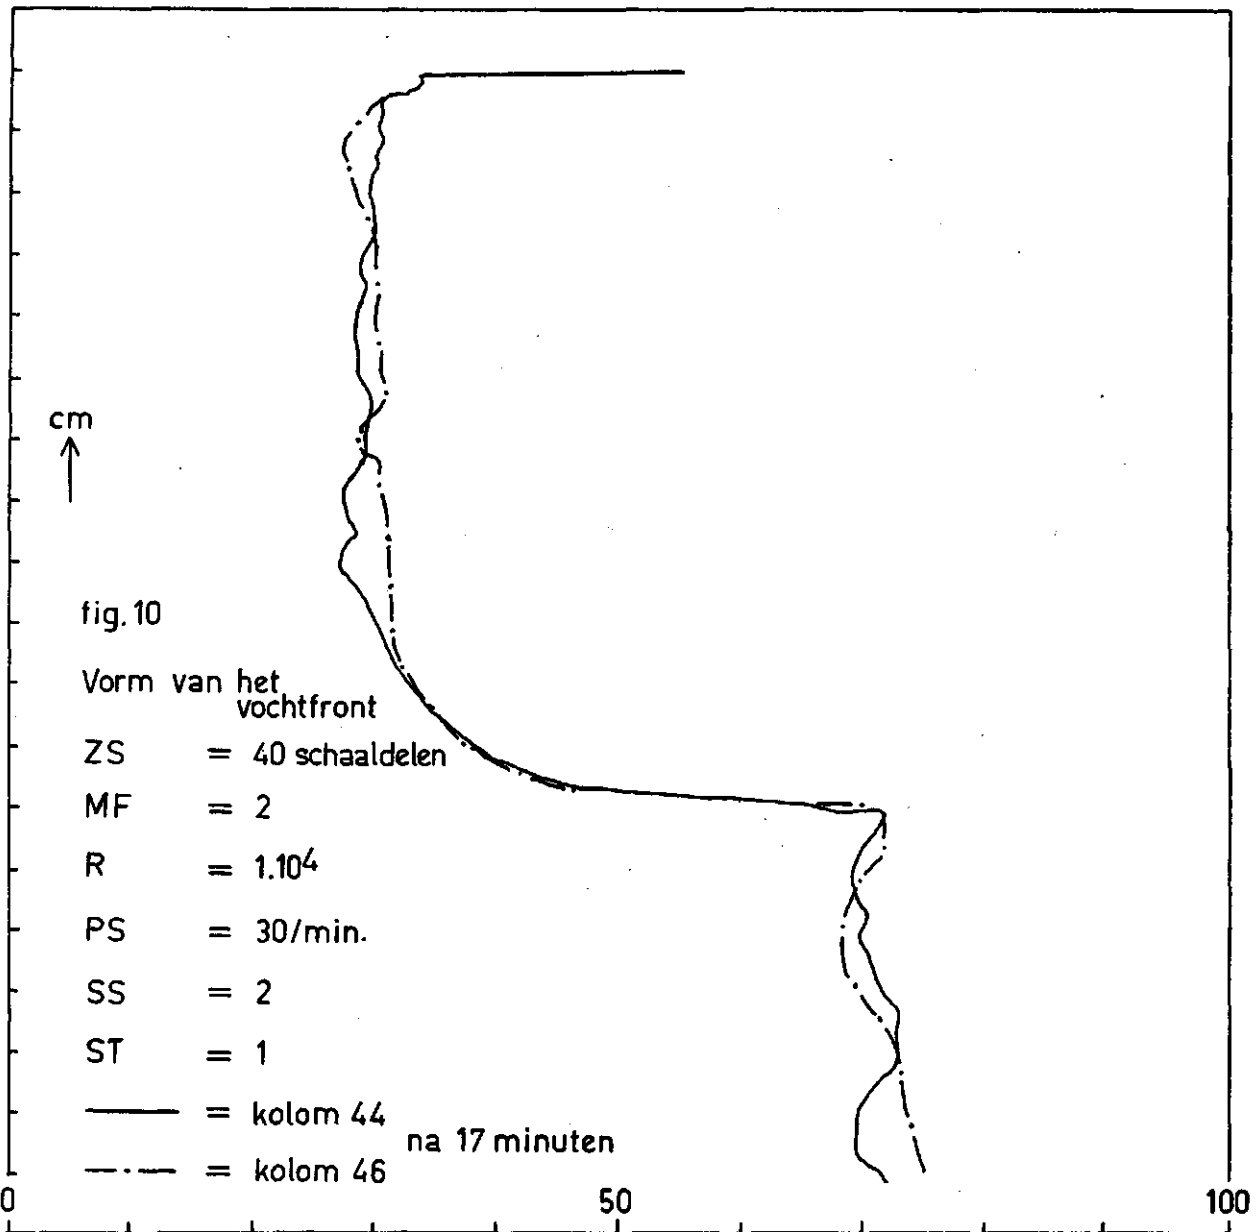 cm
fig. 10
Vorm van het
vochtfront
ZS = 40 schaaldelen
MF = 2
R = 1.10⁴
PS = 30/min.
SS = 2
ST = 1
= kolom 44
na 17 minuten
= kolom 46
0 50 100